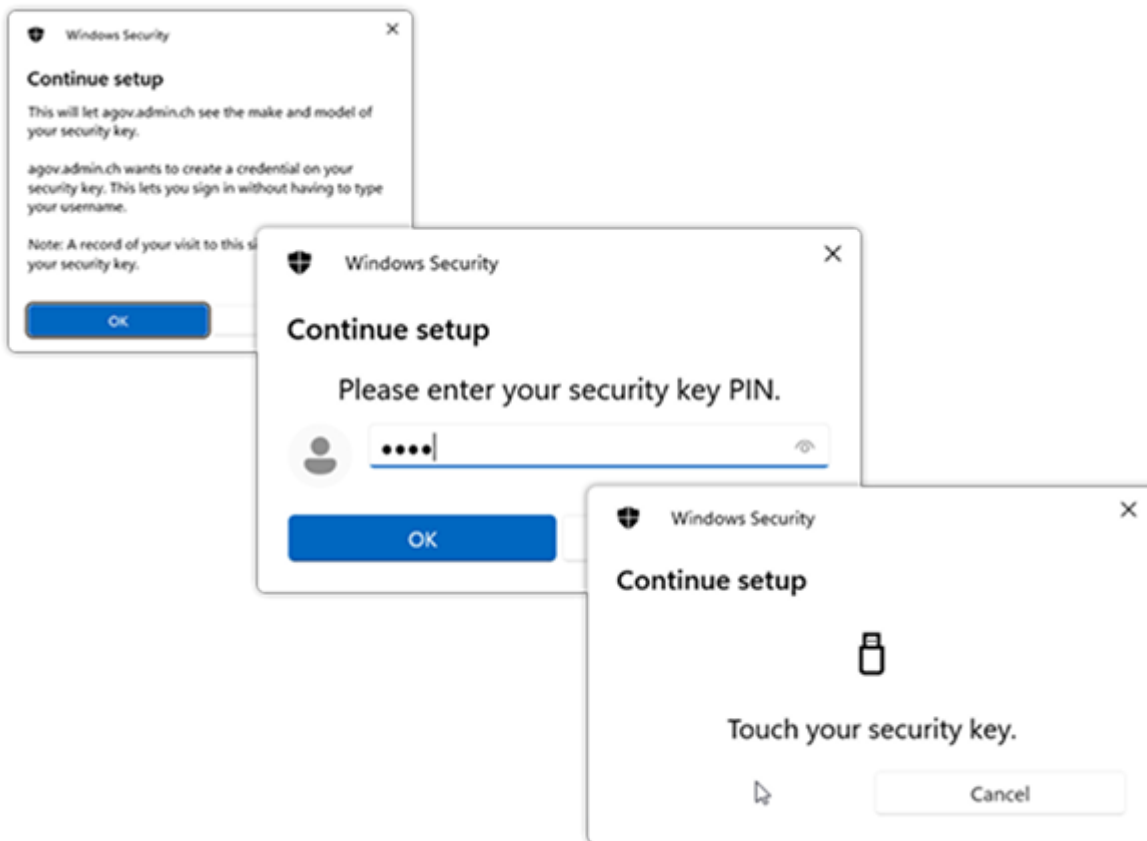 Windows Security
Continue setup
This will let agov.admin.ch see the make and model of
your security key.
agov.admin.ch wants to create a credential on your
security key. This lets you sign in without having to type
your username.
Note: A record of your visit to this
your security key.
OK
Windows Security
Continue setup
Please enter your security key PIN.
OK
Windows Security
Continue setup
Touch your security key.
Cancel